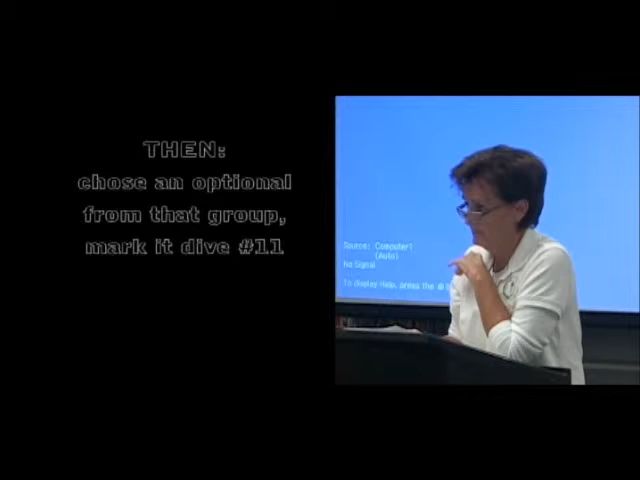 THEN:
chose an optional
from that group,
mark it dive #11
Source: Computer1
(Auto)
No Signal
To display Help, press the